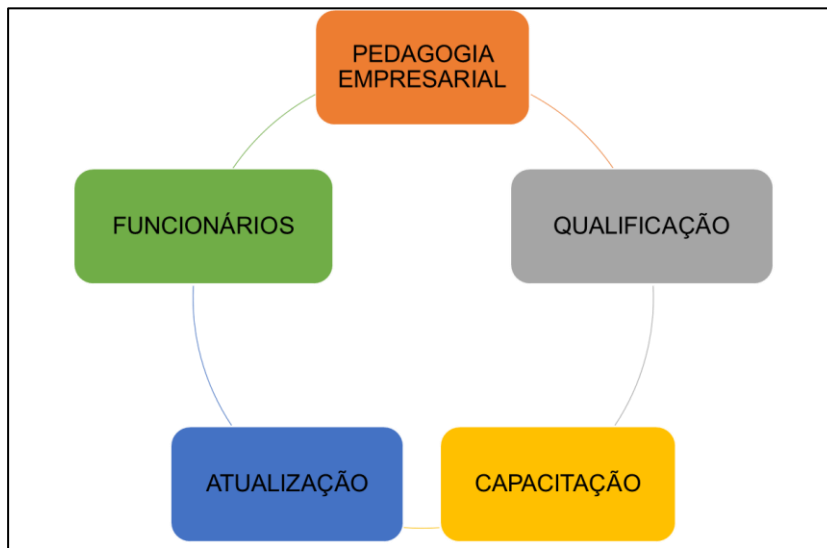 PEDAGOGIA
EMPRESARIAL
FUNCIONÁRIOS
QUALIFICAÇÃO
ATUALIZAÇÃO
CAPACITAÇÃO